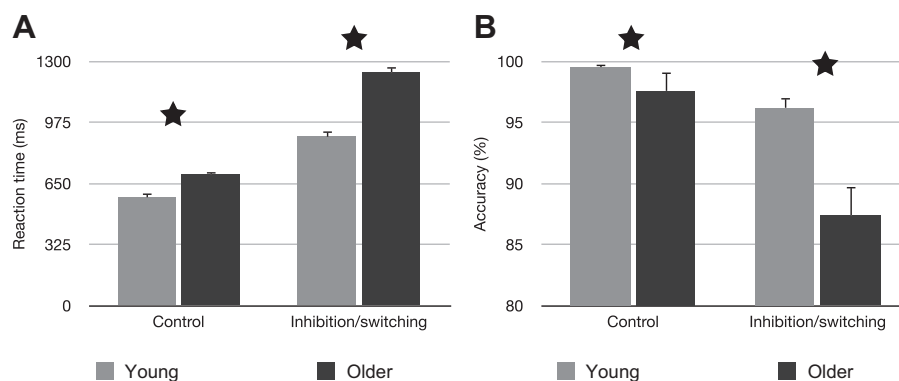 A
Reaction time (ms)
1300
975
650
325
0
Control
Inhibition/switching
Young
Older
B
Accuracy (%)
100
95
90
85
80
Control
Inhibition/switching
Young
Older